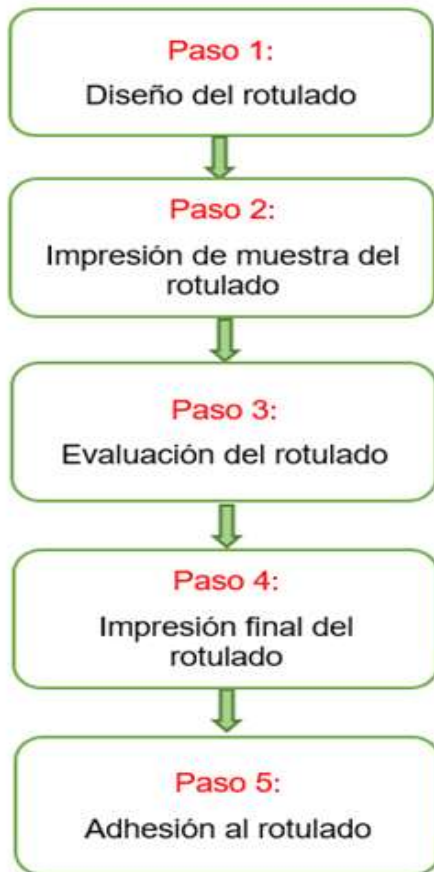 Paso 1:
Diseño del rotulado
Paso 2:
Impresión de muestra del
rotulado
Paso 3:
Evaluación del rotulado
Paso 4:
Impresión final del
rotulado
Paso 5:
Adhesión al rotulado